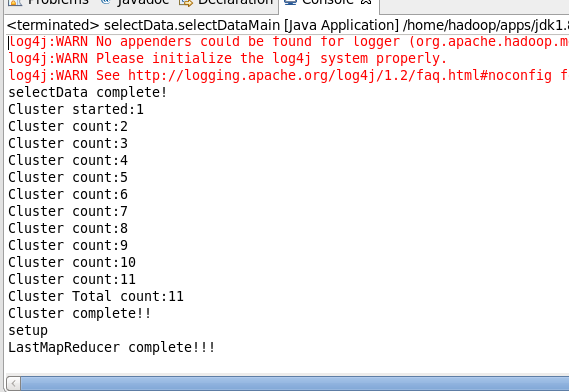 Problems @ Javadoc Declaration Console
<terminated> selectData.selectDataMain [Java Application] /home/hadoop/apps/jdk1.8
log4j:WARN No appenders could be found for logger (org.apache.hadoop.m
log4j:WARN Please initialize the log4j system properly.
log4j:WARN See http://logging.apache.org/log4j/1.2/faq.html#noconfig f
selectData complete!
Cluster started:1
Cluster count:2
Cluster count:3
Cluster count:4
Cluster count:5
Cluster count:6
Cluster count:7
Cluster count:8
Cluster count:9
Cluster count:10
Cluster count:11
Cluster Total count:11
Cluster complete!!
setup
LastMapReducer complete!!!